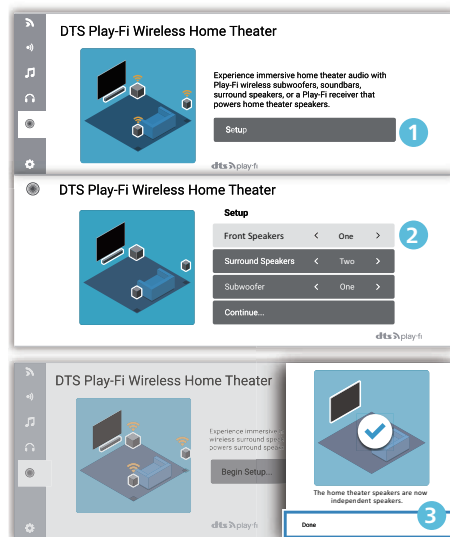 DTS Play-Fi Wireless Home Theater
Experience immersive home theater audio with
Play-Fi wireless subwoofers, soundbars,
surround speakers, or a Play-Fi receiver that
powers home theater speakers.
Setup
1
dts play-fi
DTS Play-Fi Wireless Home Theater
Setup
Front Speakers < One >
2
Surround Speakers < Two >
Subwoofer < One >
Continue...
dts play-fi
DTS Play-Fi Wireless Home Theater
Experience immersive
wireless surround spe
powers surround spea
Begin Setup...
dts play-fi
The home theater speakers are now
independent speakers.
Done
3